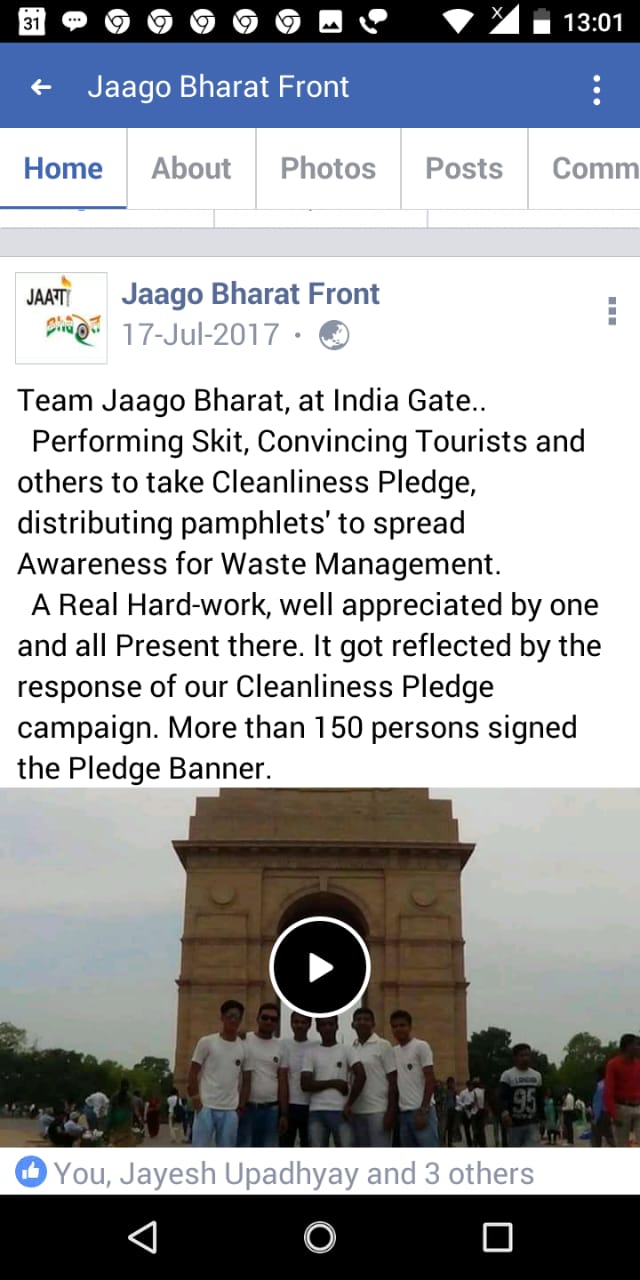 31
X
13:01
Jaago Bharat Front
Home
About
Photos
Posts
Comm
JAAगो
भारत
Jaago Bharat Front
17-Jul-2017 •
Team Jaago Bharat, at India Gate..
Performing Skit, Convincing Tourists and
others to take Cleanliness Pledge,
distributing pamphlets' to spread
Awareness for Waste Management.
A Real Hard-work, well appreciated by one
and all Present there. It got reflected by the
response of our Cleanliness Pledge
campaign. More than 150 persons signed
the Pledge Banner.
LONDON
95
You, Jayesh Upadhyay and 3 others